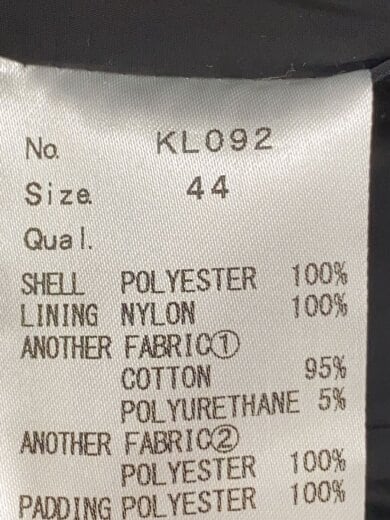 No. KL092
Size 44
Qual.
SHELL POLYESTER 100%
LINING NYLON 100%
ANOTHER FABRIC①
COTTON 95%
POLYURETHANE 5%
ANOTHER FABRIC②
POLYESTER 100%
PADDING POLYESTER 100%